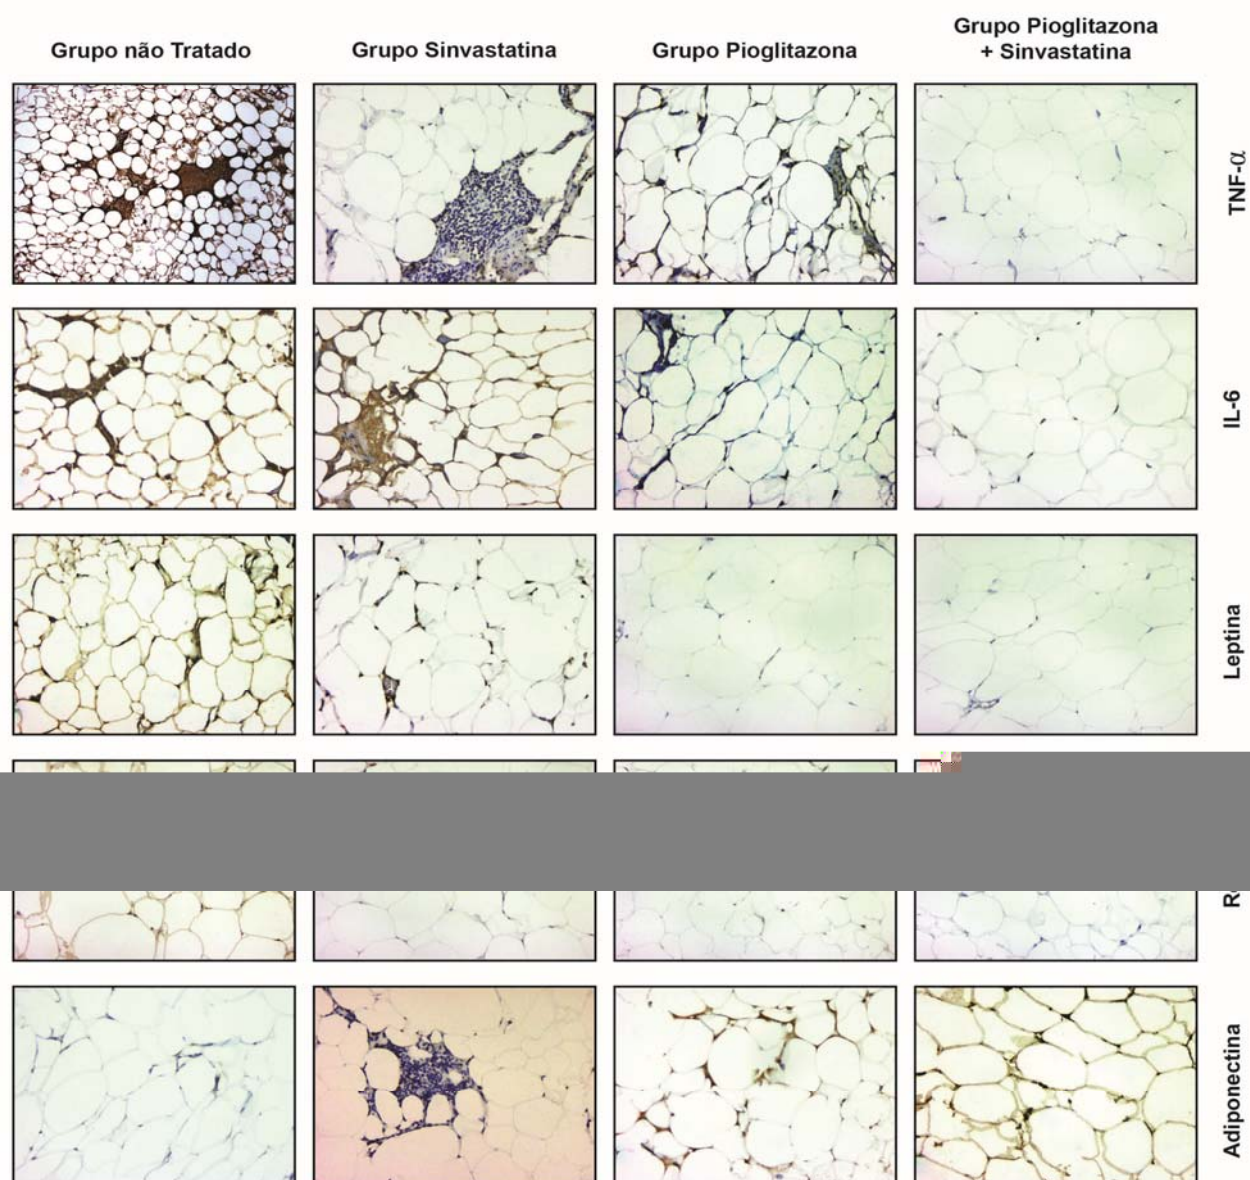 Grupo não Tratado
Grupo Sinvastatina
Grupo Pioglitazona
Grupo Pioglitazona
+ Sinvastatina
TNF-α
IL-6
Leptina
Adiponectina